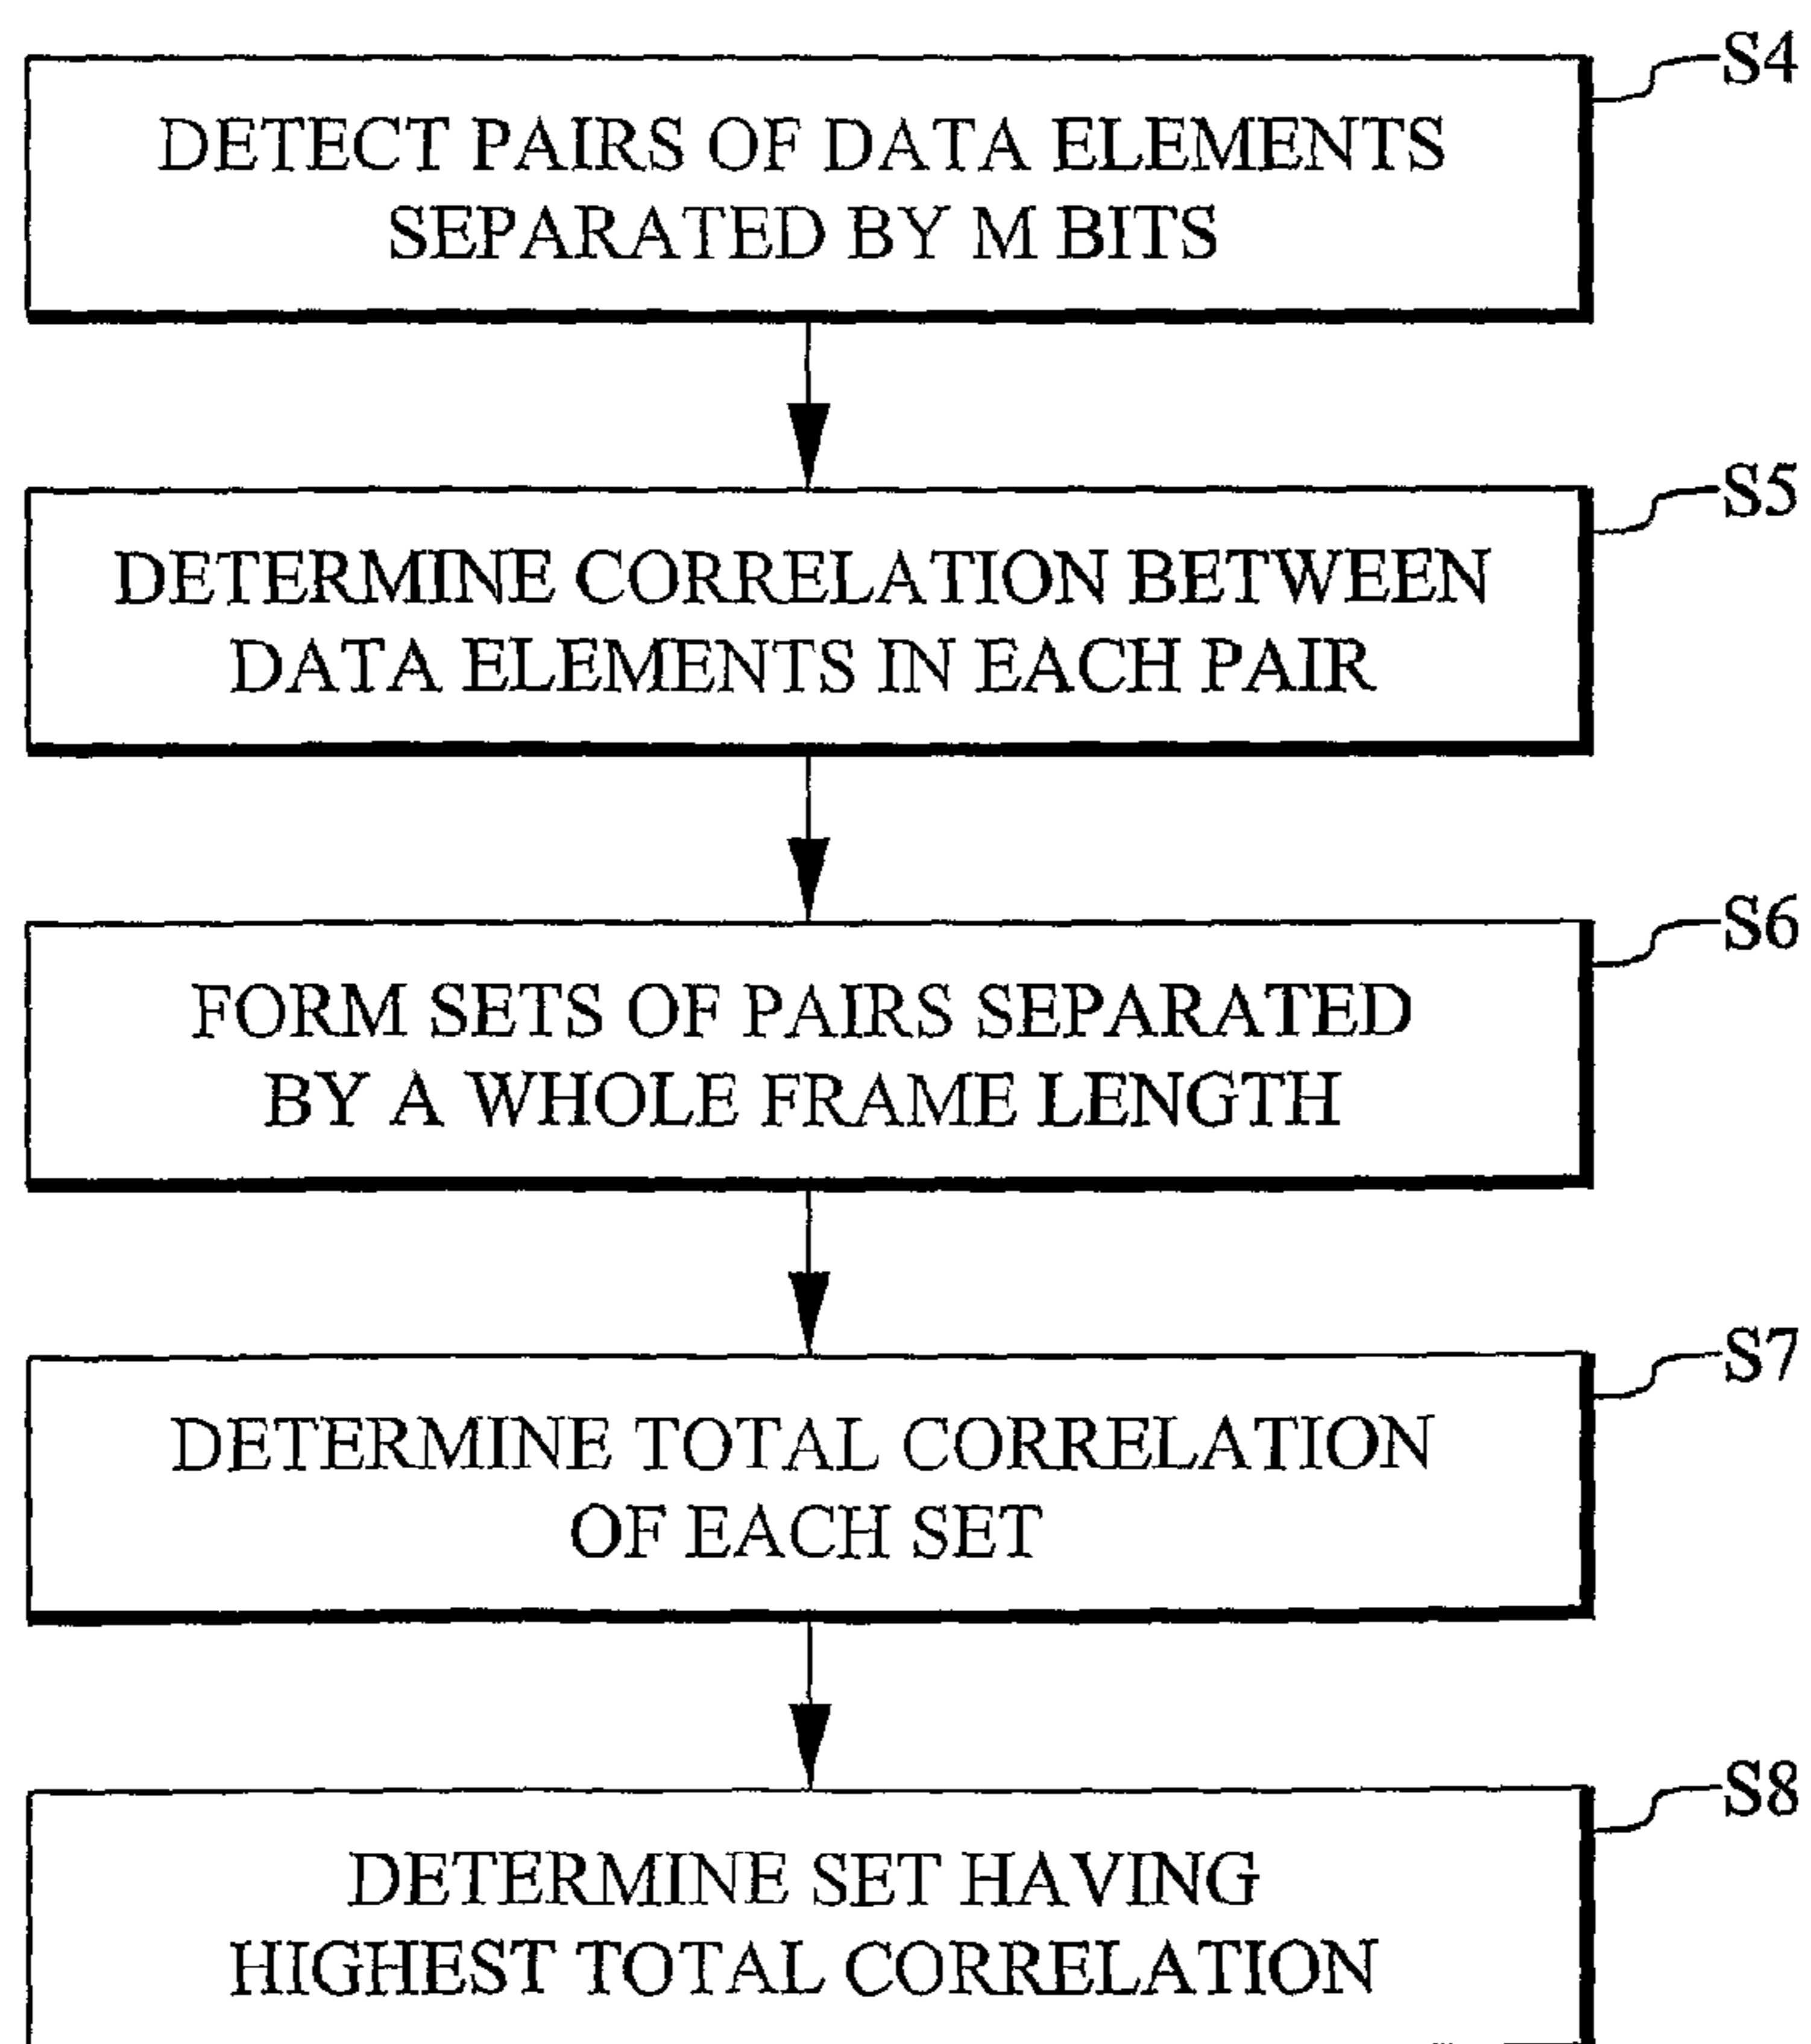 S4
DETECT PAIRS OF DATA ELEMENTS
SEPARATED BY M BITS
S5
DETERMINE CORRELATION BETWEEN
DATA ELEMENTS IN EACH PAIR
S6
FORM SETS OF PAIRS SEPARATED
BY A WHOLE FRAME LENGTH
S7
DETERMINE TOTAL CORRELATION
OF EACH SET
S8
DETERMINE SET HAVING
HIGHEST TOTAL CORRELATION